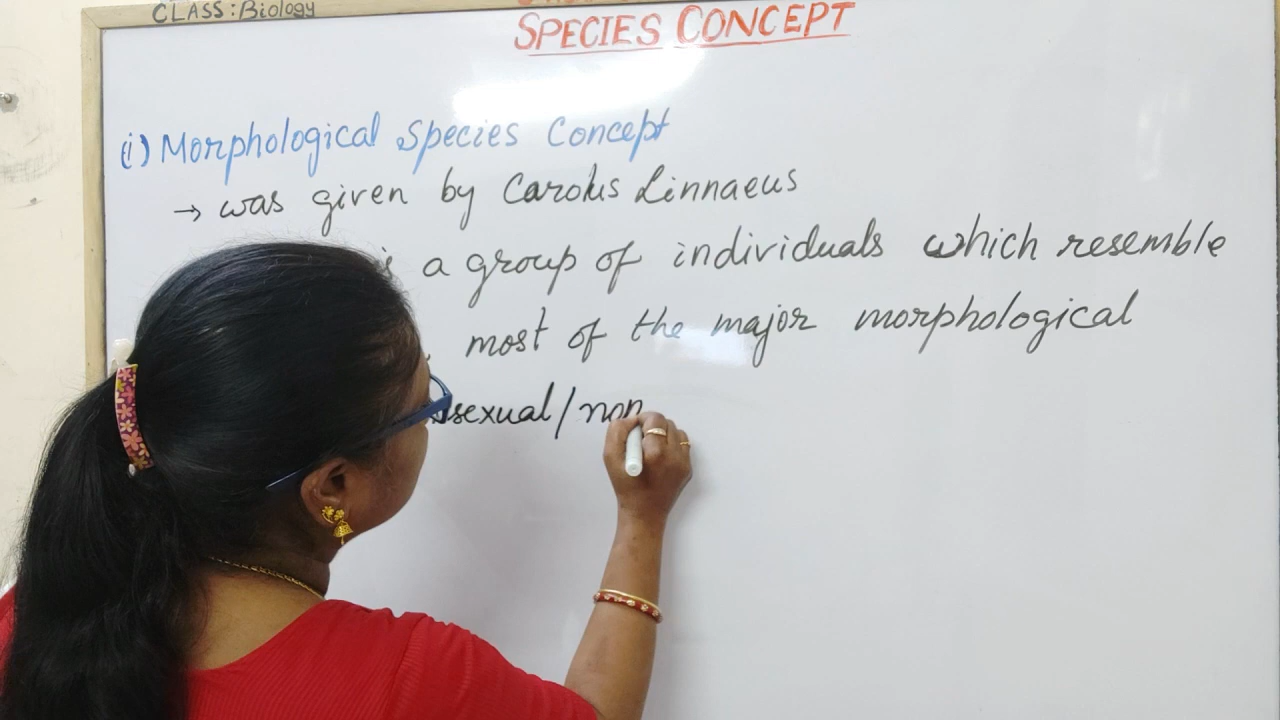 CLASS: Biology
SPECIES CONCEPT
(i) Morphological Species Concept
→ was given by Carolus Linnaeus
a group of individuals which resemble
most of the major morphological
sexual/non